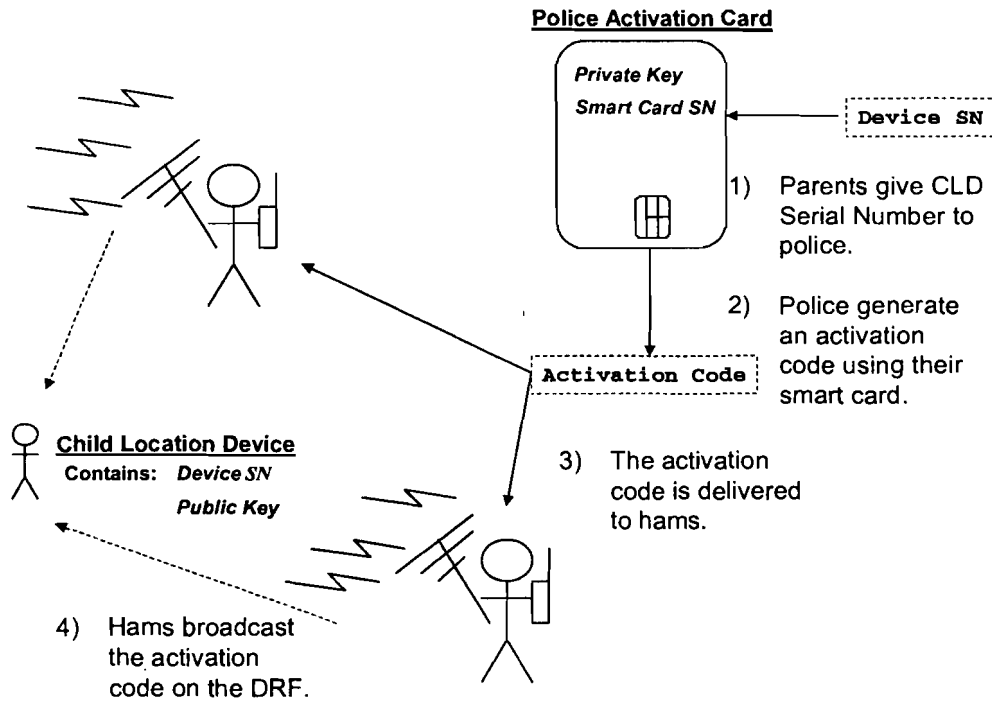 Police Activation Card
Private Key
Smart Card SN
Device SN
1) Parents give CLD
Serial Number to
police.
2) Police generate
an activation
code using their
smart card.
Activation Code
Child Location Device
Contains: Device SN
Public Key
3) The activation
code is delivered
to hams.
4) Hams broadcast
the activation
code on the DRF.